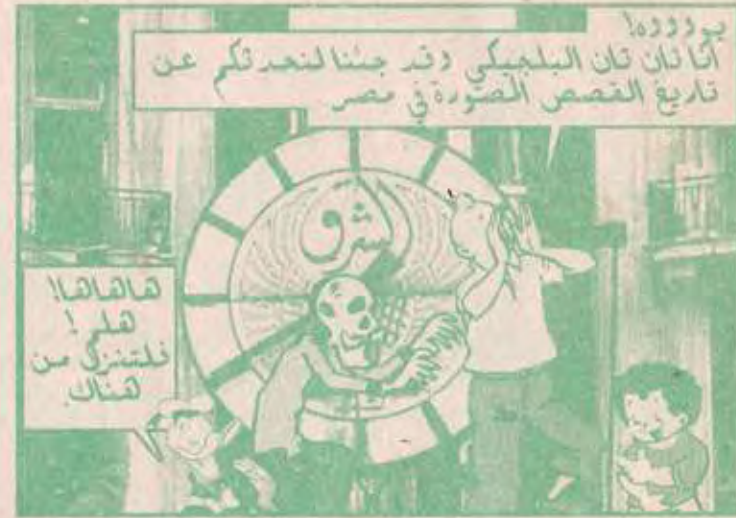 بووووه!
أنا تان تان البلجيكي وقد جئنا لنحدثكم عن
تاريخ القصص المصورة في مصر
الشرق
هاهاها!
هلم!
فلتنزل من
هناك